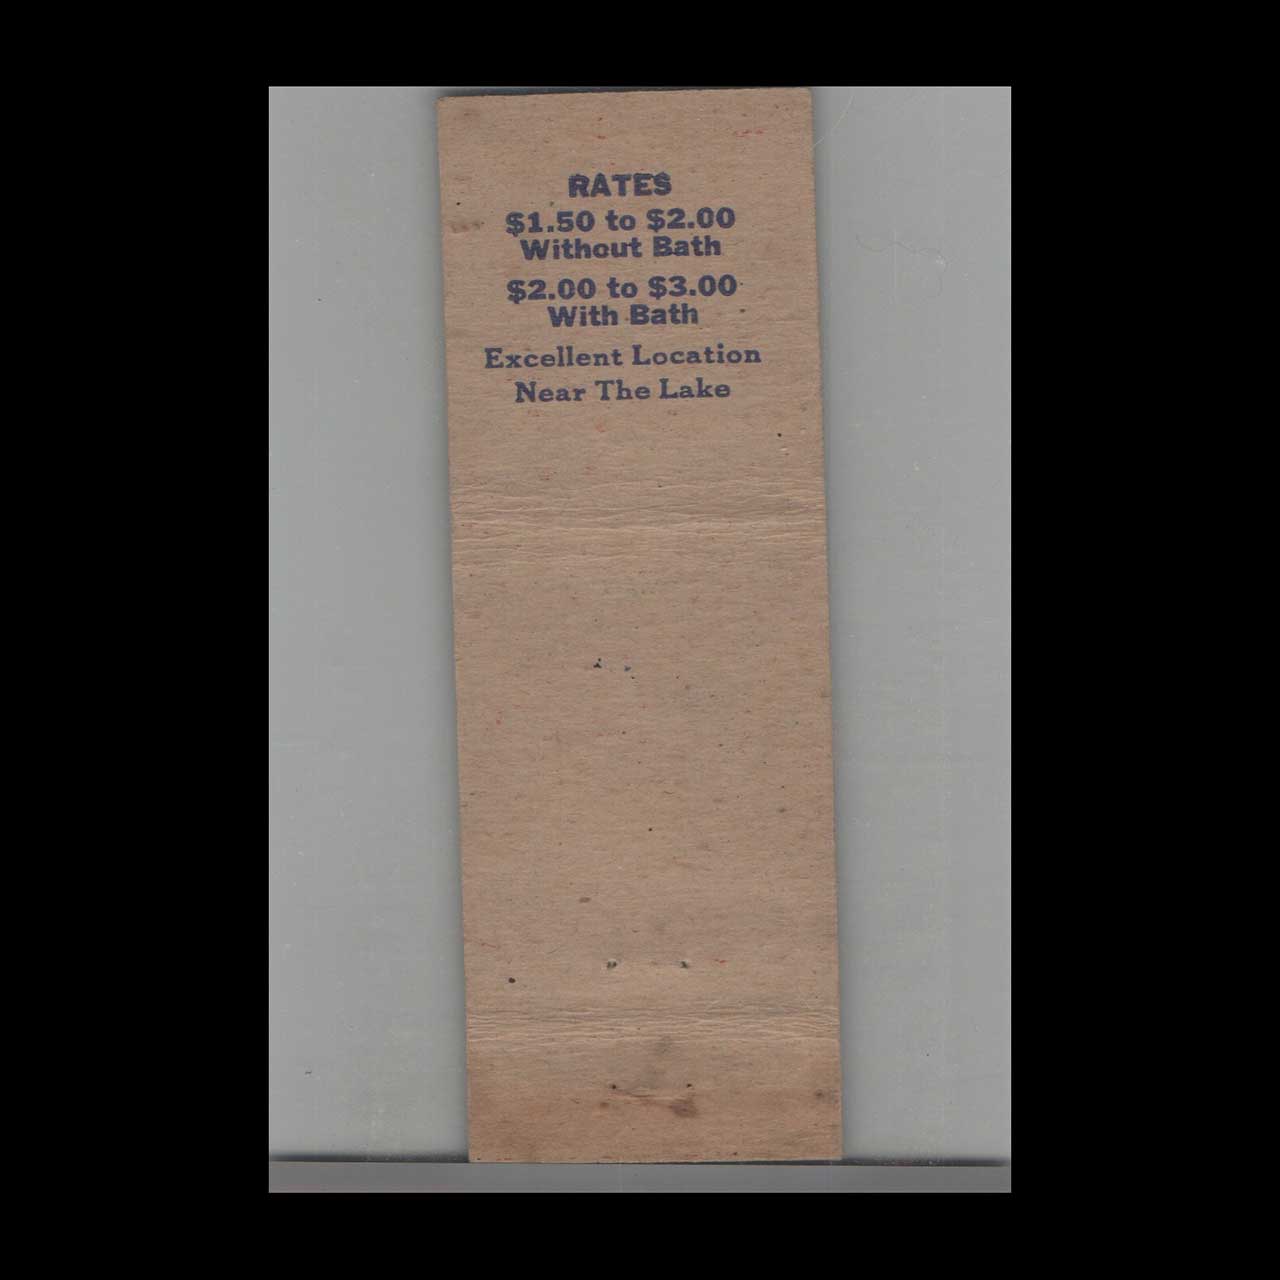 RATES
$1.50 to $2.00
Without Bath
$2.00 to $3.00
With Bath
Excellent Location
Near The Lake